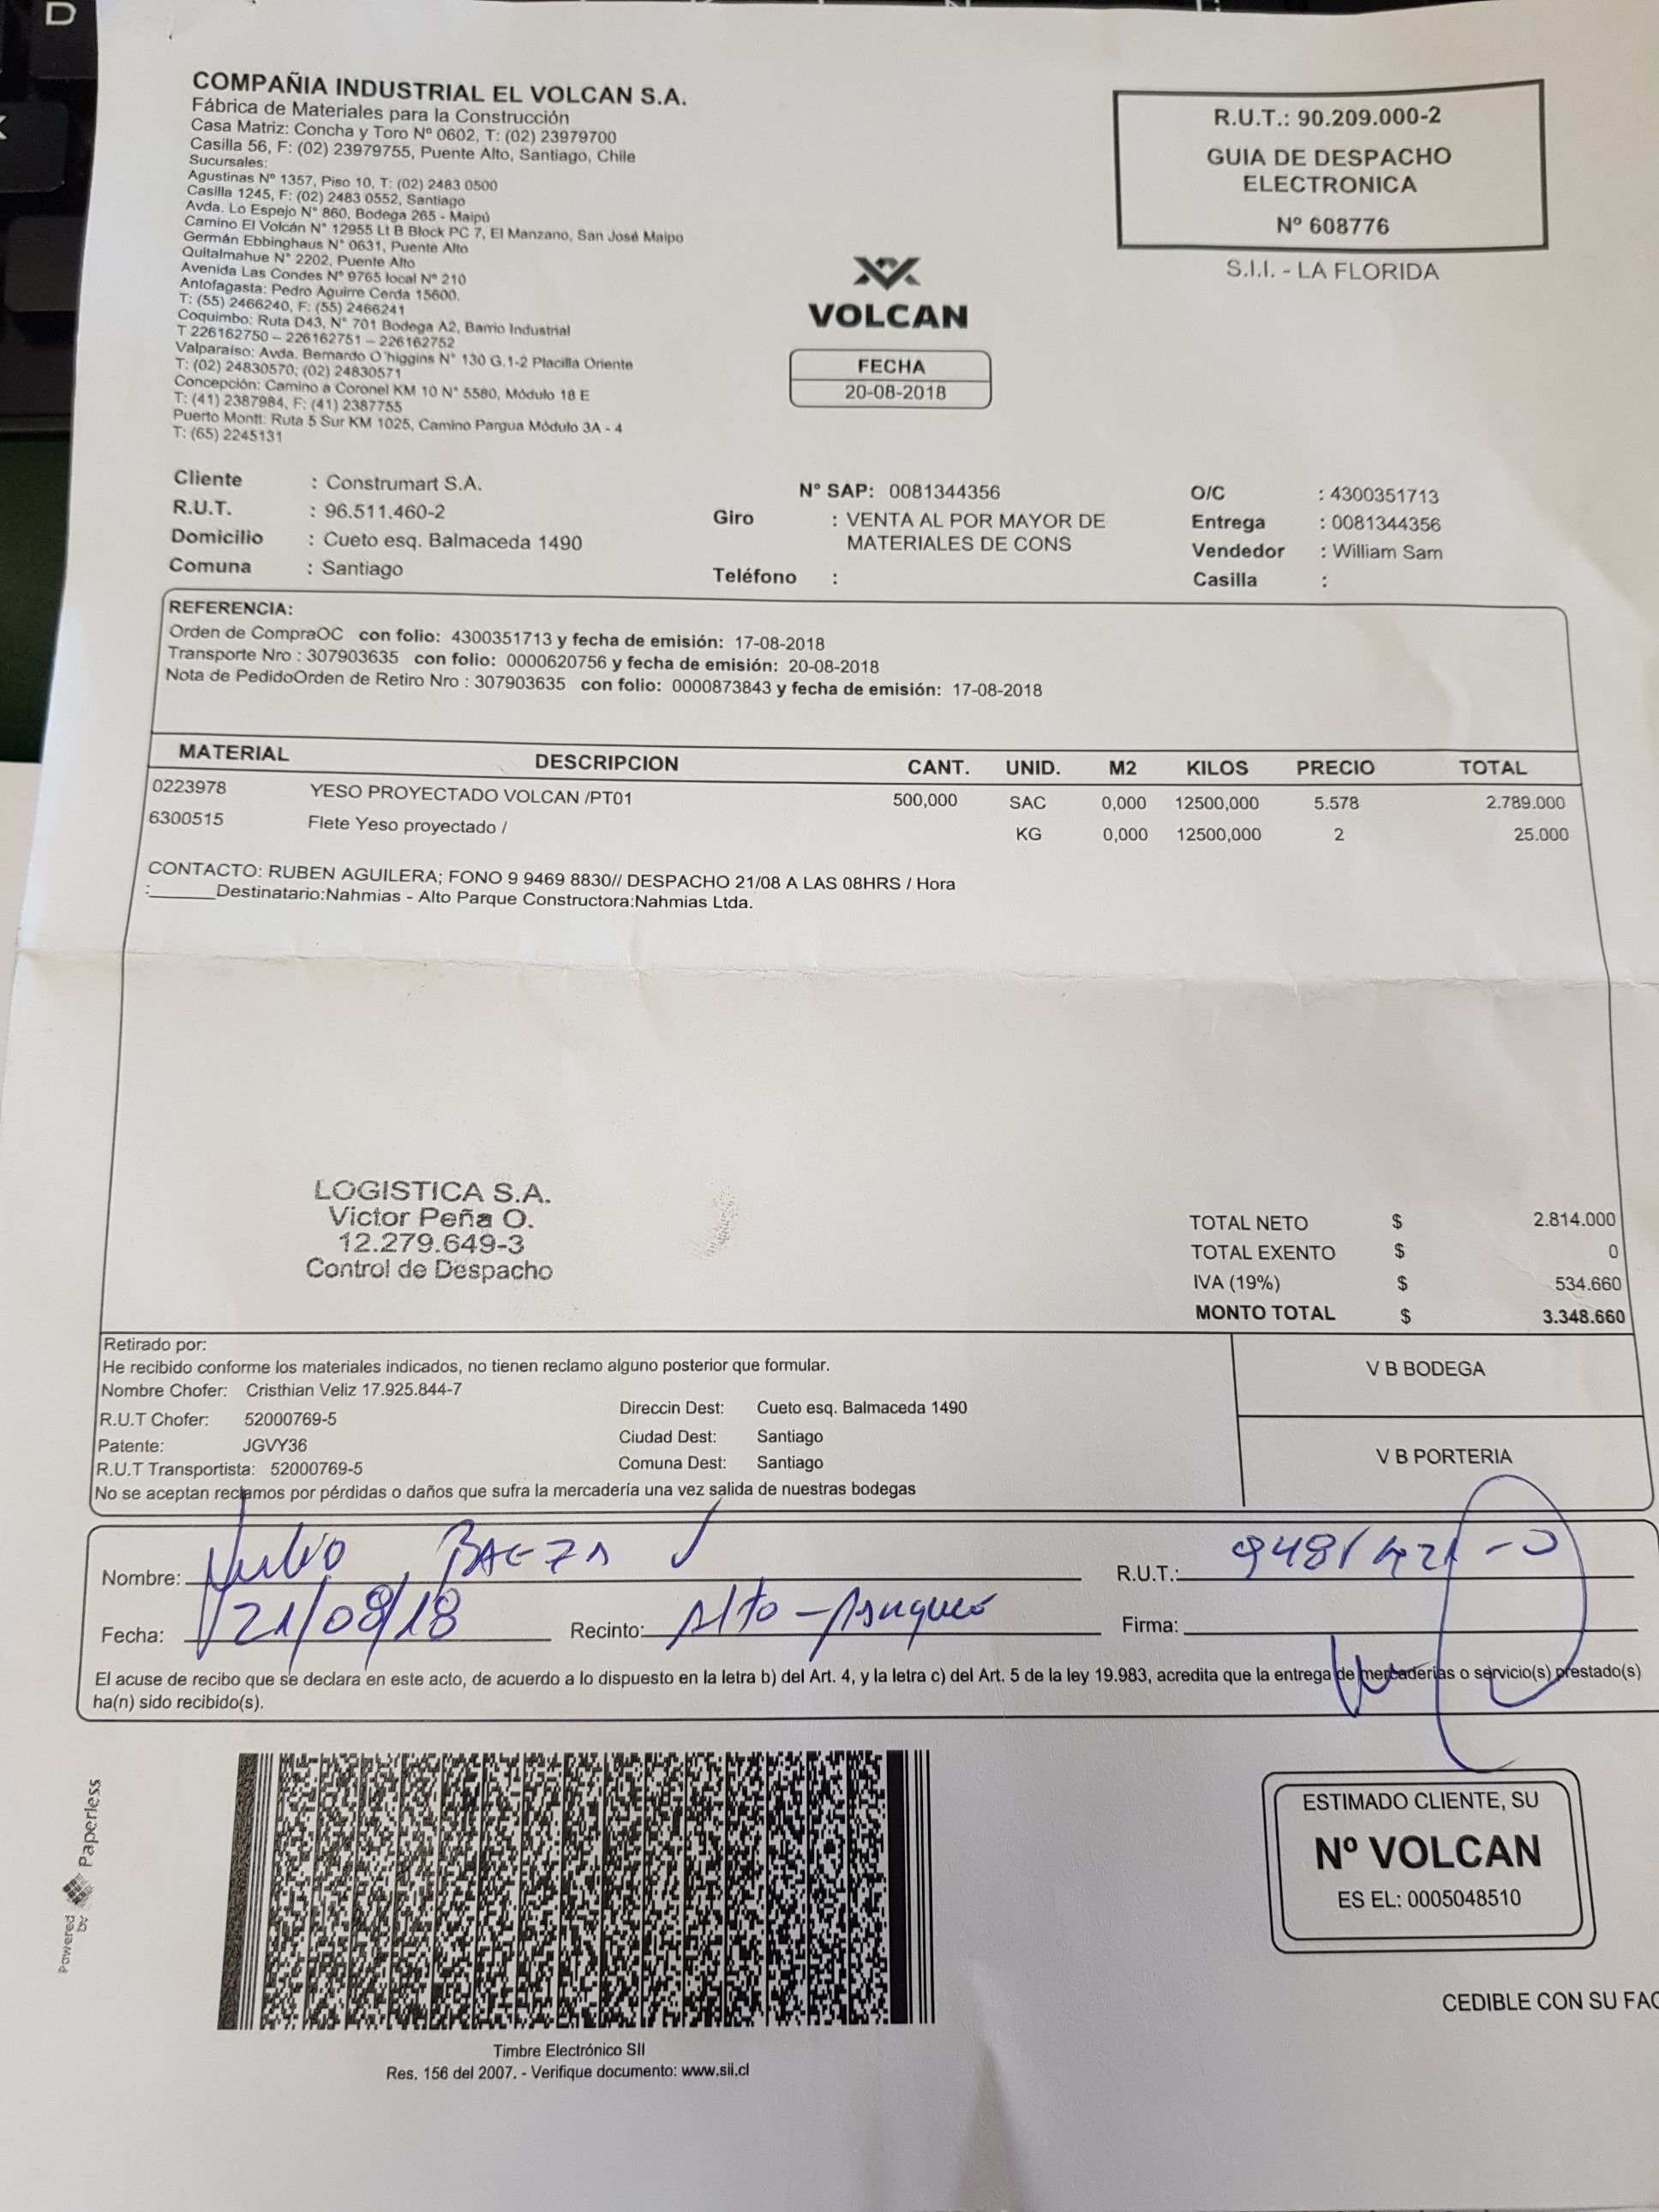 D
COMPAÑIA INDUSTRIAL EL VOLCAN S.A.
Fábrica de Materiales para la Construcción
Casa Matriz: Concha y Toro Nº 0602, T: (02) 23979700
Casilla 56, F: (02) 23979755, Puente Alto, Santiago, Chile
Sucursales:
Agustinas Nº 1357, Piso 10, T: (02) 2483 0500
Casilla 1245, F: (02) 2483 0552, Santiago
Avda. Lo Espejo N° 860, Bodega 265 - Maipú
Camino El Volcán N° 12955 Lt B Block PC 7, El Manzano, San José Maipo
Germán Ebbinghaus N° 0631, Puente Alto
Quitalmahue N° 2202, Puente Alto
Avenida Las Condes Nº 9765 local Nº 210
Antofagasta: Pedro Aguirre Cerda 15600.
T: (55) 2466240, F: (55) 2466241
Coquimbo: Ruta D43, N° 701 Bodega A2, Barrio Industrial
T 226162750 – 226162751 – 226162752
Valparaíso: Avda. Bernardo O´higgins N° 130 G.1-2 Placilla Oriente
T: (02) 24830570; (02) 24830571
Concepción: Camino a Coronel KM 10 N° 5580, Módulo 18 E
T: (41) 2387984, F: (41) 2387755
Puerto Montt: Ruta 5 Sur KM 1025, Camino Pargua Módulo 3A - 4
T: (65) 2245131
R.U.T.: 90.209.000-2
GUIA DE DESPACHO
ELECTRONICA
Nº 608776
S.I.I. - LA FLORIDA
VOLCAN
FECHA
20-08-2018
Cliente : Construmart S.A.
R.U.T. : 96.511.460-2
Domicilio : Cueto esq. Balmaceda 1490
Comuna : Santiago
N° SAP: 0081344356
Giro : VENTA AL POR MAYOR DE
MATERIALES DE CONS
Teléfono :
O/C : 4300351713
Entrega : 0081344356
Vendedor : William Sam
Casilla :
REFERENCIA:
Orden de CompraOC con folio: 4300351713 y fecha de emisión: 17-08-2018
Transporte Nro : 307903635 con folio: 0000620756 y fecha de emisión: 20-08-2018
Nota de PedidoOrden de Retiro Nro : 307903635 con folio: 0000873843 y fecha de emisión: 17-08-2018
MATERIAL DESCRIPCION CANT. UNID. M2 KILOS PRECIO TOTAL
0223978 YESO PROYECTADO VOLCAN /PT01 500,000 SAC 0,000 12500,000 5.578 2.789.000
6300515 Flete Yeso proyectado / KG 0,000 12500,000 2 25.000
CONTACTO: RUBEN AGUILERA; FONO 9 9469 8830// DESPACHO 21/08 A LAS 08HRS / Hora
:______Destinatario:Nahmias - Alto Parque Constructora:Nahmias Ltda.
LOGISTICA S.A.
Victor Peña O.
12.279.649-3
Control de Despacho
TOTAL NETO $ 2.814.000
TOTAL EXENTO $ 0
IVA (19%) $ 534.660
MONTO TOTAL $ 3.348.660
Retirado por:
He recibido conforme los materiales indicados, no tienen reclamo alguno posterior que formular.
Nombre Chofer: Cristhian Veliz 17.925.844-7
R.U.T Chofer: 52000769-5
Patente: JGVY36
R.U.T Transportista: 52000769-5
Direccin Dest: Cueto esq. Balmaceda 1490
Ciudad Dest: Santiago
Comuna Dest: Santiago
No se aceptan reclamos por pérdidas o daños que sufra la mercadería una vez salida de nuestras bodegas
V B BODEGA
V B PORTERIA
Nombre: BAEZA
R.U.T.:
Fecha: 21/08/18 Recinto: Alto
Firma:
El acuse de recibo que se declara en este acto, de acuerdo a lo dispuesto en la letra b) del Art. 4, y la letra c) del Art. 5 de la ley 19.983, acredita que la entrega de mercaderias o servicio(s) prestado(s)
ha(n) sido recibido(s).
Powered by Paperless
Timbre Electrónico SII
Res. 156 del 2007. - Verifique documento: www.sii.cl
ESTIMADO CLIENTE, SU
Nº VOLCAN
ES EL: 0005048510
CEDIBLE CON SU FAC